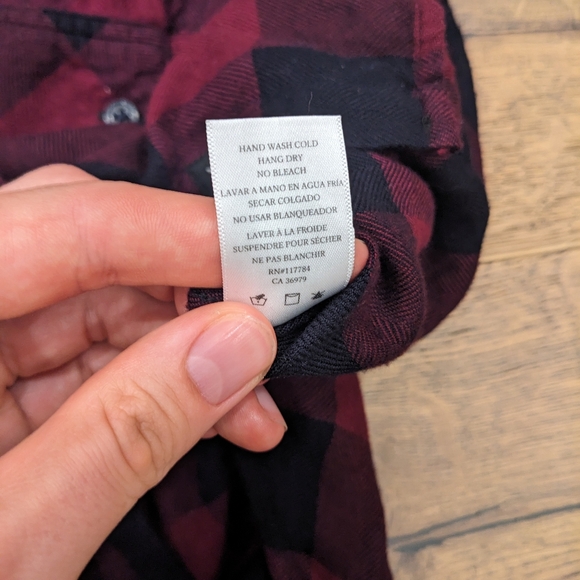 HAND WASH COLD
HANG DRY
NO BLEACH
LAVAR A MANO EN AGUA FRÍA
SECAR COLGADO
NO USAR BLANQUEADOR
LAVER À LA FROIDE
SUSPENDRE POUR SÉCHER
NE PAS BLANCHIR
RN#117784
CA 36979